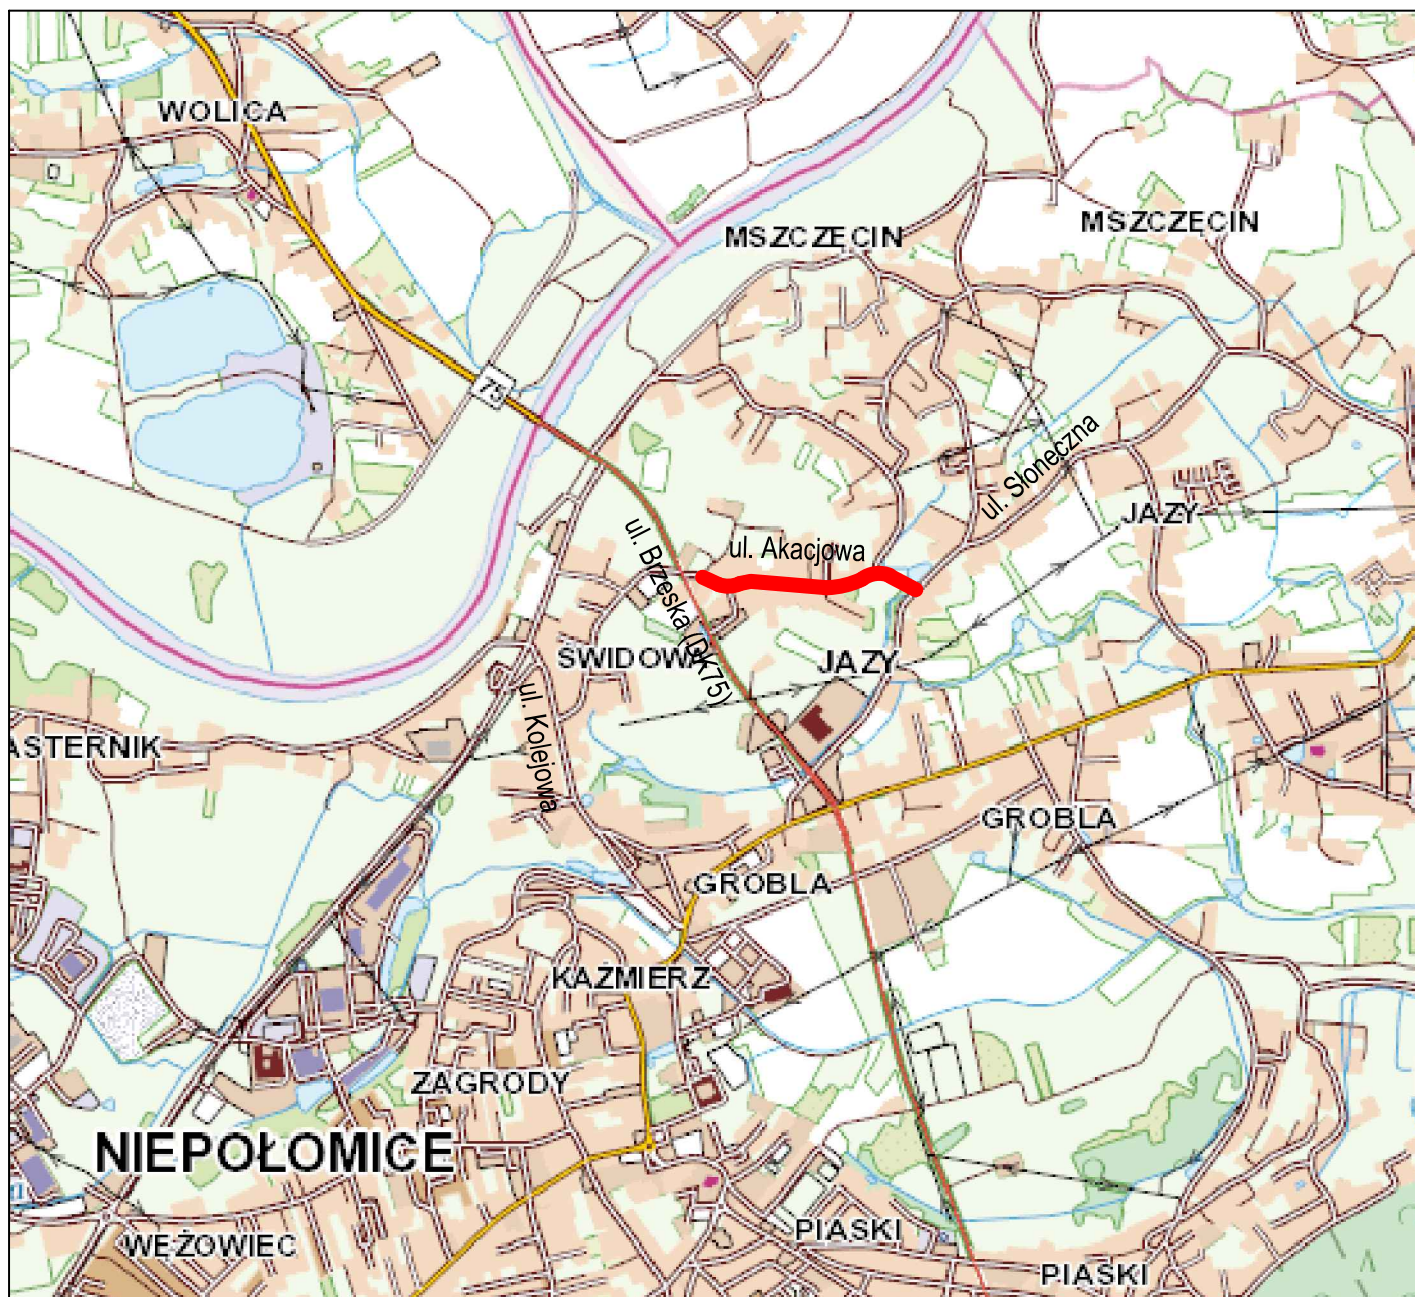 WOLICA
MSZCZĘCIN
MSZCZĘCIN
75
ul. Słoneczna
JAZY
ul. Akacjowa
ul. Brzeska (DK75)
ŚWIDOWA
JAZY
ul. Kolejowa
ASTERNIK
GROBLA
GROBLA
KAŹMIERZ
ZAGRODY
NIEPOŁOMICE
PIASKI
WĘŻOWIEC
PIASKI